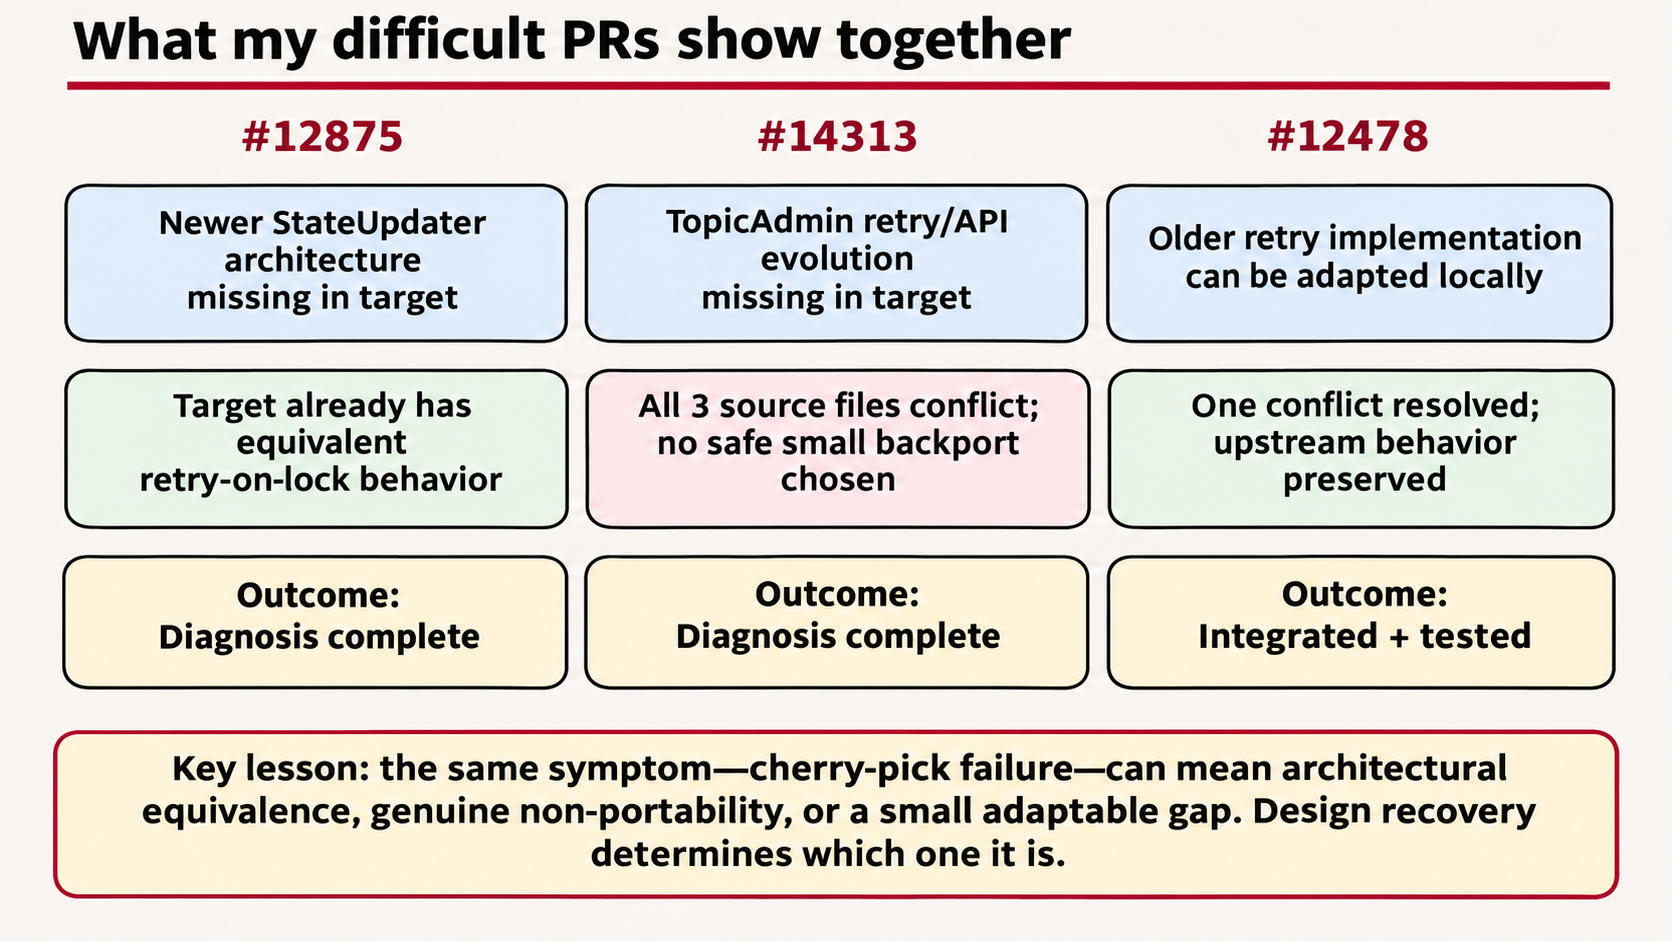 What my difficult PRs show together
#12875
Newer StateUpdater
architecture
missing in target
Target already has
equivalent
retry-on-lock behavior
Outcome:
Diagnosis complete
#14313
TopicAdmin retry/API
evolution
missing in target
All 3 source files conflict;
no safe small backport
chosen
Outcome:
Diagnosis complete
#12478
Older retry implementation
can be adapted locally
One conflict resolved;
upstream behavior
preserved
Outcome:
Integrated + tested
Key lesson: the same symptom—cherry-pick failure—can mean architectural
equivalence, genuine non-portability, or a small adaptable gap. Design recovery
determines which one it is.